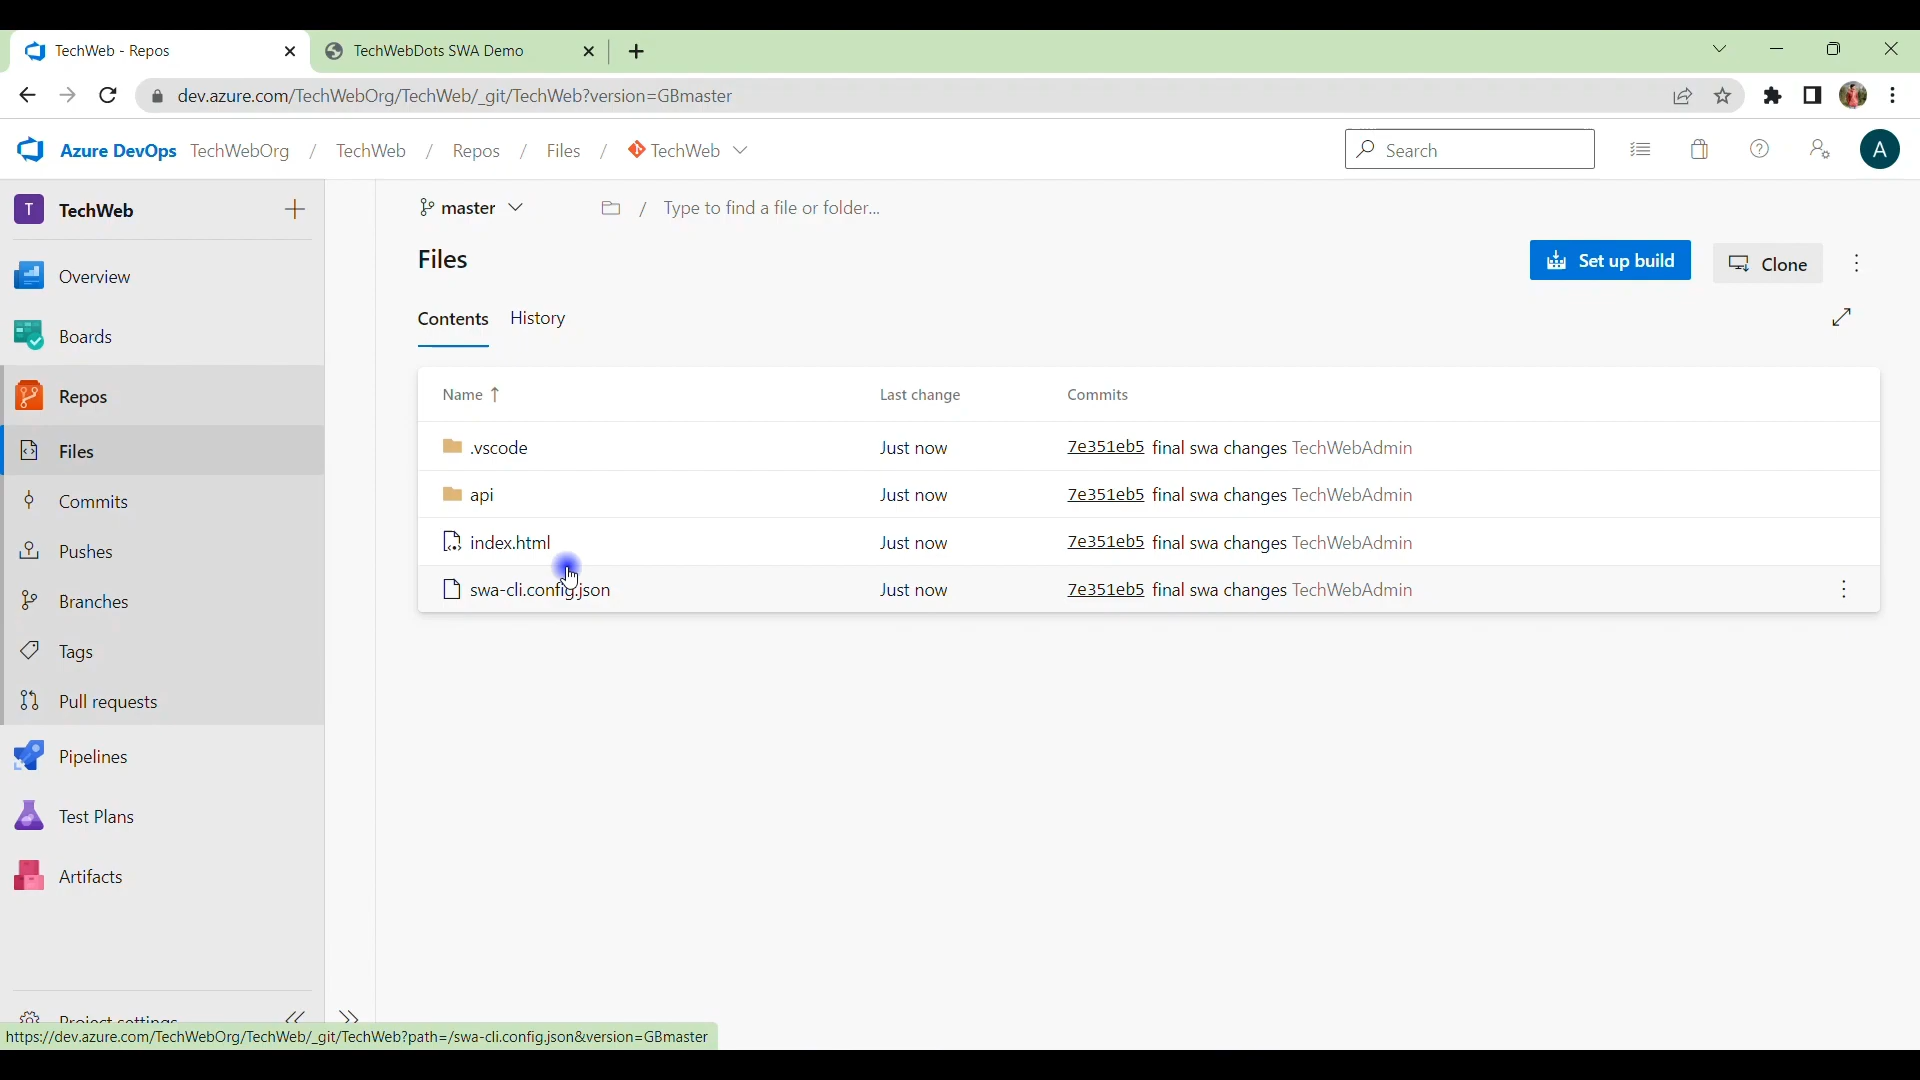 TechWeb - Repos
TechWebDots SWA Demo
dev.azure.com/TechWebOrg/TechWeb/_git/TechWeb?version=GBmaster
Azure DevOps TechWebOrg / TechWeb / Repos / Files / TechWeb
Search
A
T TechWeb
Overview
Boards
Repos
Files
Commits
Pushes
Branches
Tags
Pull requests
Pipelines
Test Plans
Artifacts
Project settings
master
/ Type to find a file or folder...
Files
Set up build
Clone
Contents History
Name ↑ Last change Commits
.vscode Just now 7e351eb5 final swa changes TechWebAdmin
api Just now 7e351eb5 final swa changes TechWebAdmin
index.html Just now 7e351eb5 final swa changes TechWebAdmin
swa-cli.config.json Just now 7e351eb5 final swa changes TechWebAdmin
https://dev.azure.com/TechWebOrg/TechWeb/_git/TechWeb?path=/swa-cli.config.json&version=GBmaster